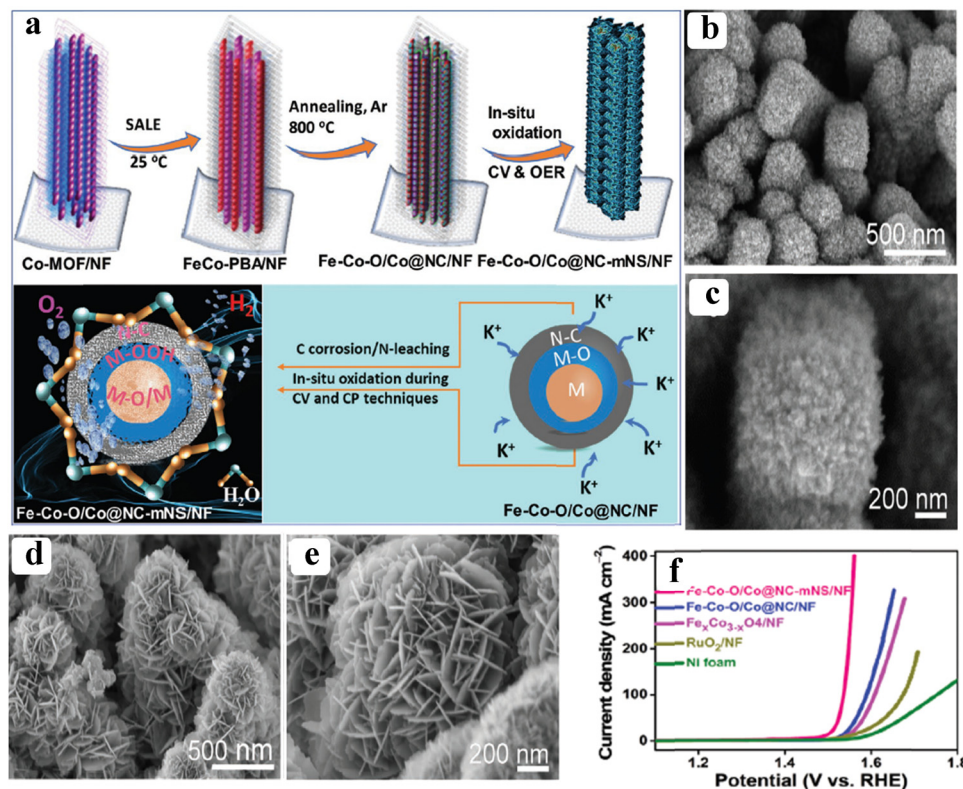 a
SALE
25 °C
Annealing, Ar
800 °C
In-situ
oxidation
CV & OER
Co-MOF/NF
FeCo-PBA/NF
Fe-Co-O/Co@NC/NF
Fe-Co-O/Co@NC-mNS/NF
O2
H2
N-C
M-OOH
M-O/M
H2O
Fe-Co-O/Co@NC-mNS/NF
C corrosion/N-leaching
In-situ oxidation during
CV and CP techniques
K+
K+
K+
K+
K+
K+
K+
K+
K+
N-C
M-O
M
Fe-Co-O/Co@NC/NF
b
500 nm
c
200 nm
d
500 nm
e
200 nm
f
Current density (mA cm-2)
400
300
200
100
0
Fe-Co-O/Co@NC-mNS/NF
Fe-Co-O/Co@NC/NF
FexCo3-xO4/NF
RuO2/NF
Ni foam
1.2
1.4
1.6
1.8
Potential (V vs. RHE)